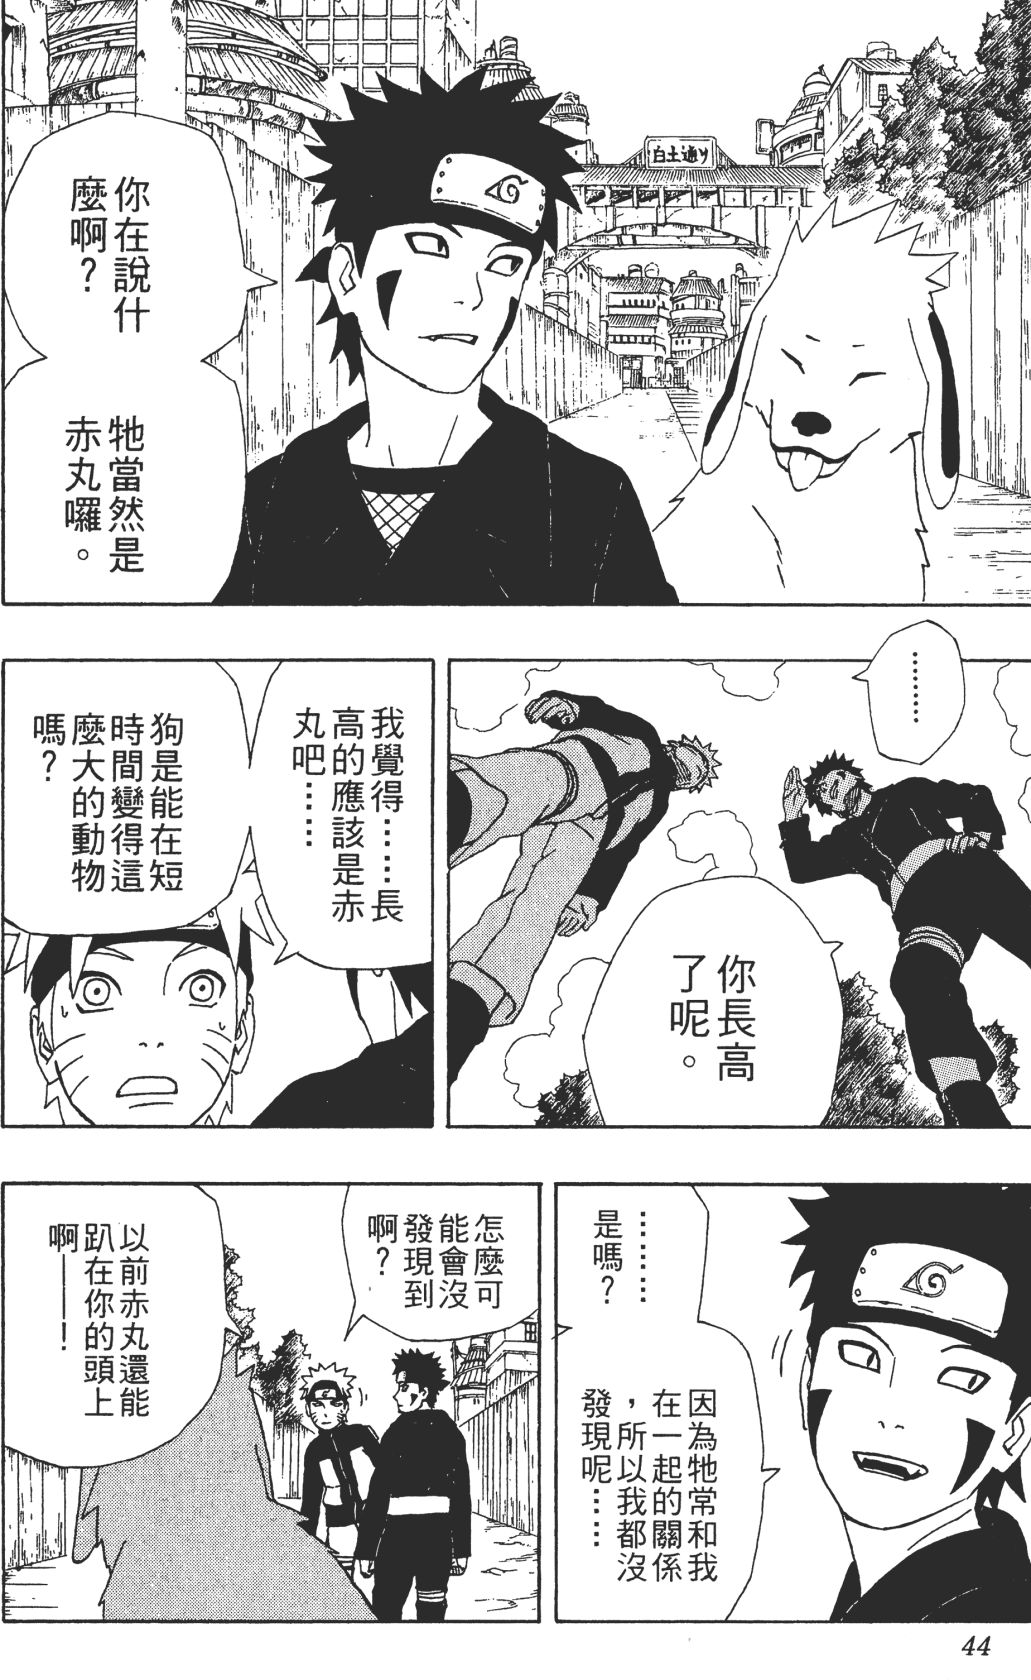 白土通り
你在說什
麼啊?
牠當然是
赤丸囉。
………
你長高
了呢。
我覺得……長
高的應該是赤
丸吧……
狗是能在短
時間變得這
麼大的動物
嗎?
………
是嗎?
因為牠常和我
在一起的關係
，所以我都沒
發現呢……
怎麼可
能會沒
發現到
啊?
以前赤丸還能
趴在你的頭上
啊——!
44